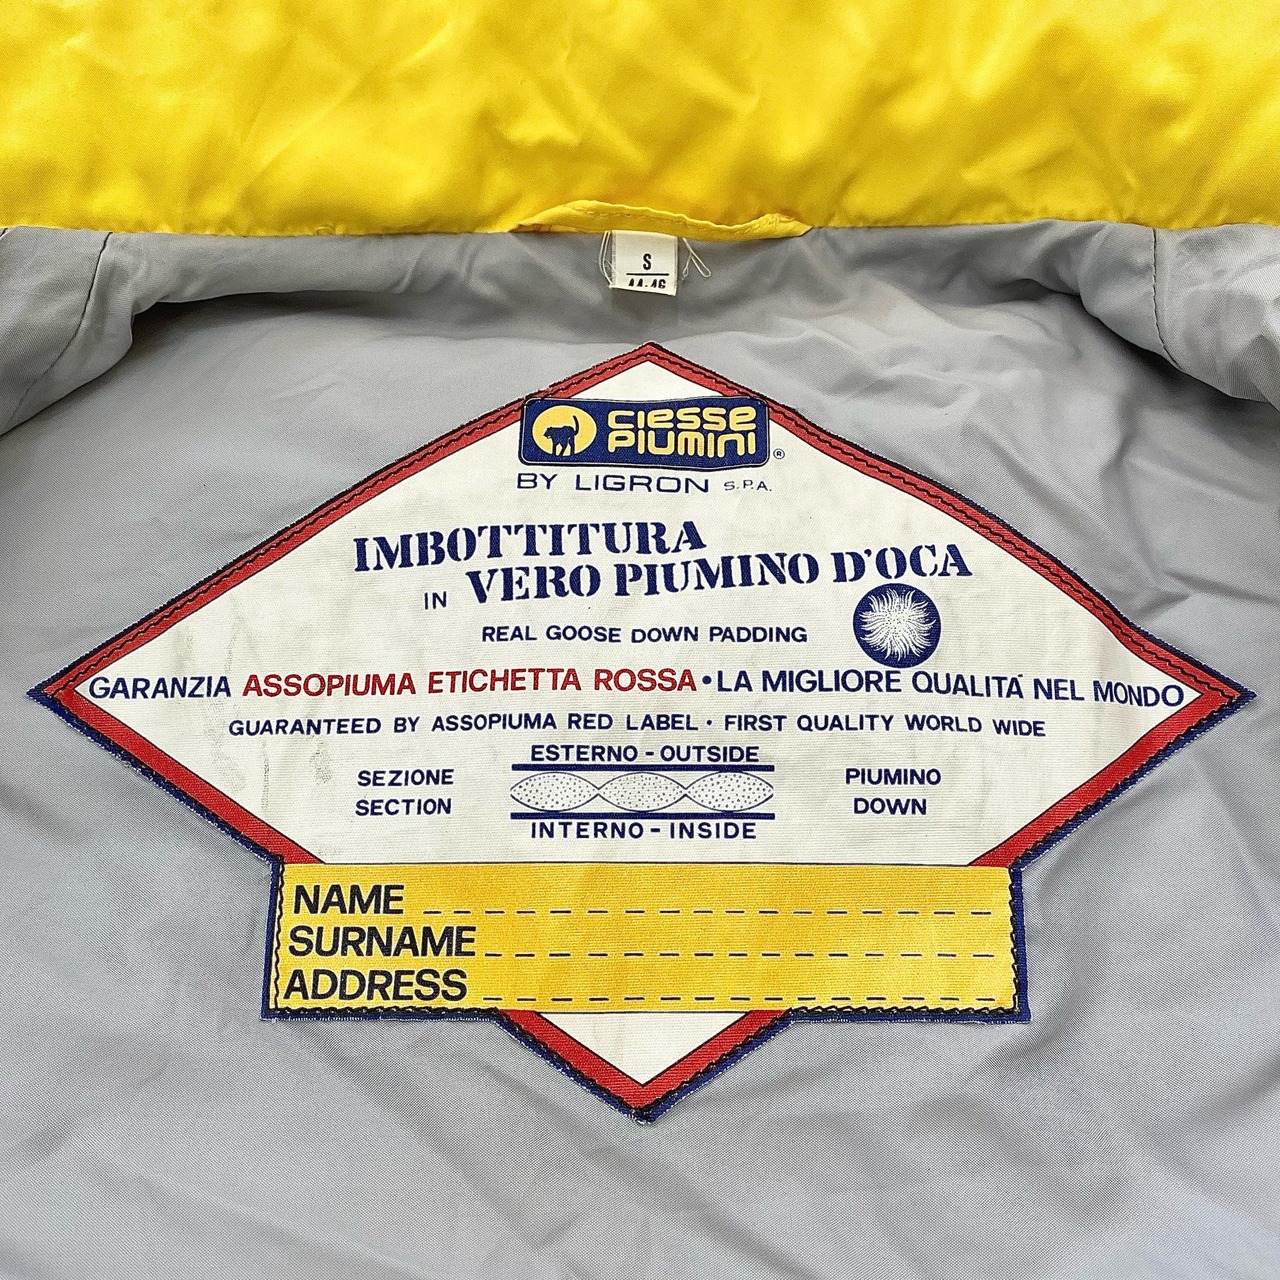 S
44-46
CIESSE
PIUMINI ®
BY LIGRON S.P.A.
IMBOTTITURA
IN VERO PIUMINO D'OCA
REAL GOOSE DOWN PADDING
GARANZIA ASSOPIUMA ETICHETTA ROSSA • LA MIGLIORE QUALITÁ NEL MONDO
GUARANTEED BY ASSOPIUMA RED LABEL • FIRST QUALITY WORLD WIDE
ESTERNO - OUTSIDE
SEZIONE PIUMINO
SECTION DOWN
INTERNO - INSIDE
NAME
SURNAME
ADDRESS